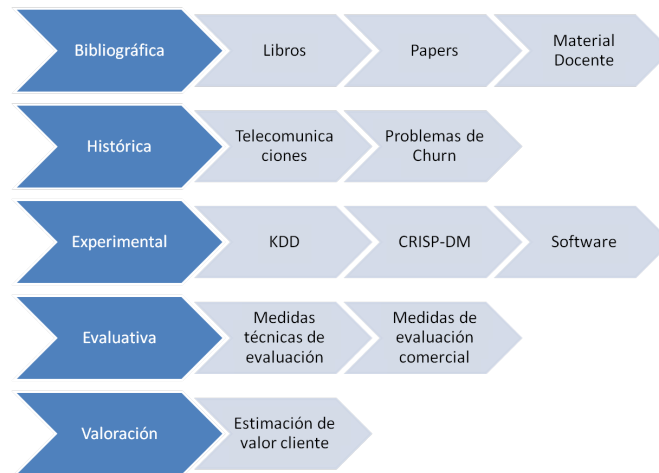 Bibliográfica
Libros
Papers
Material
Docente
Histórica
Telecomunica
ciones
Problemas de
Churn
Experimental
KDD
CRISP-DM
Software
Evaluativa
Medidas
técnicas de
evaluación
Medidas de
evaluación
comercial
Valoración
Estimación de
valor cliente